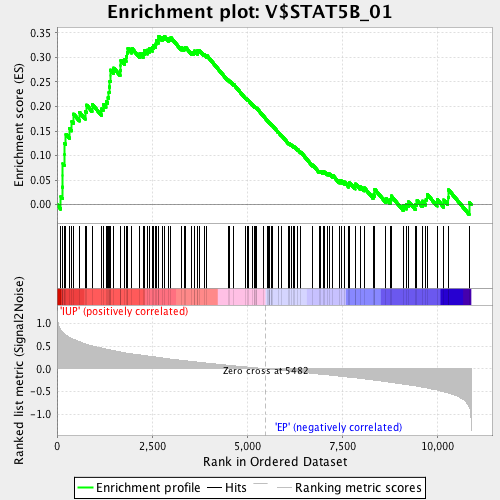 Enrichment plot: V$STAT5B_01
Enrichment score (ES)
0.35
0.30
0.25
0.20
0.15
0.10
0.05
0.00
Ranked list metric (Signal2Noise)
'IUP' (positively correlated)
1.0
0.5
0.0
-0.5
-1.0
Zero cross at 5482
'EP' (negatively correlated)
0
2,500
5,000
7,500
10,000
Rank in Ordered Dataset
Enrichment profile
Hits
Ranking metric scores